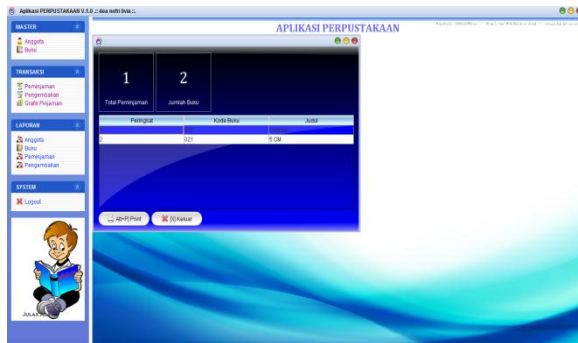 Aplikasi PERPUSTAKAAN V.1.0 .:: dea nofri livia ::.
APLIKASI PERPUSTAKAAN
MASTER
Anggota
Buku
TRANSAKSI
Peminjaman
Pengembalian
Grafik Pinjaman
LAPORAN
Anggota
Buku
Peminjaman
Pengembalian
SYSTEM
Logout
1
Total Peminjaman
2
Jumlah Buku
Peringkat Kode Buku Judul
2 021 5 CM
Alt+P) Print
[X] Keluar